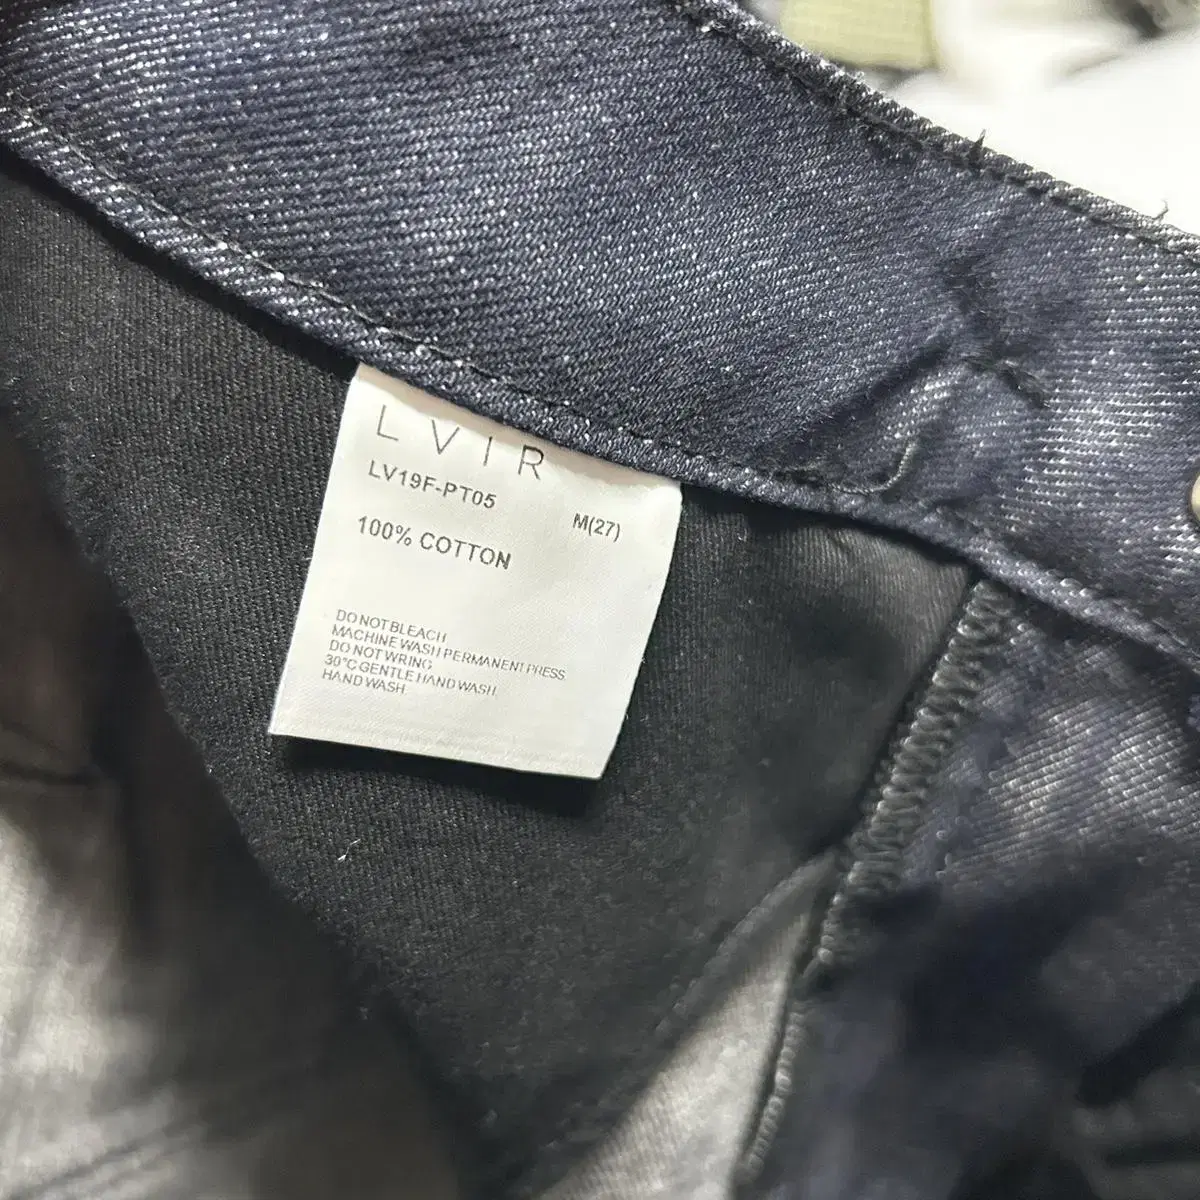 LVIR
LV19F-PT05
M(27)
100% COTTON
DO NOT BLEACH
MACHINE WASH PERMANENT PRESS
DO NOT WRING
30°C GENTLE HAND WASH
HAND WASH